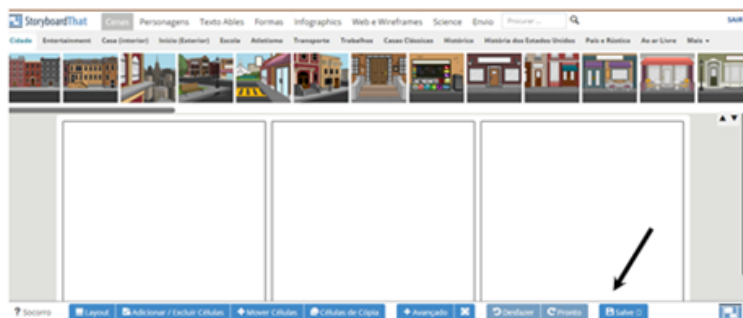 StoryboardThat Cenas Personagens Texto Ables Formas Infographics Web e Wireframes Science Envio Procurar ... SAIR
Cidade Entertainment Casa (Interior) Início (Exterior) Escola Atletismo Transporte Trabalhos Casas Clássicas Histórico História dos Estados Unidos País e Rústico Ao ar Livre Mais
? Socorro Layout Adicionar / Excluir Células Mover Células Células de Cópia Avançado Desfazer Pronto Salve